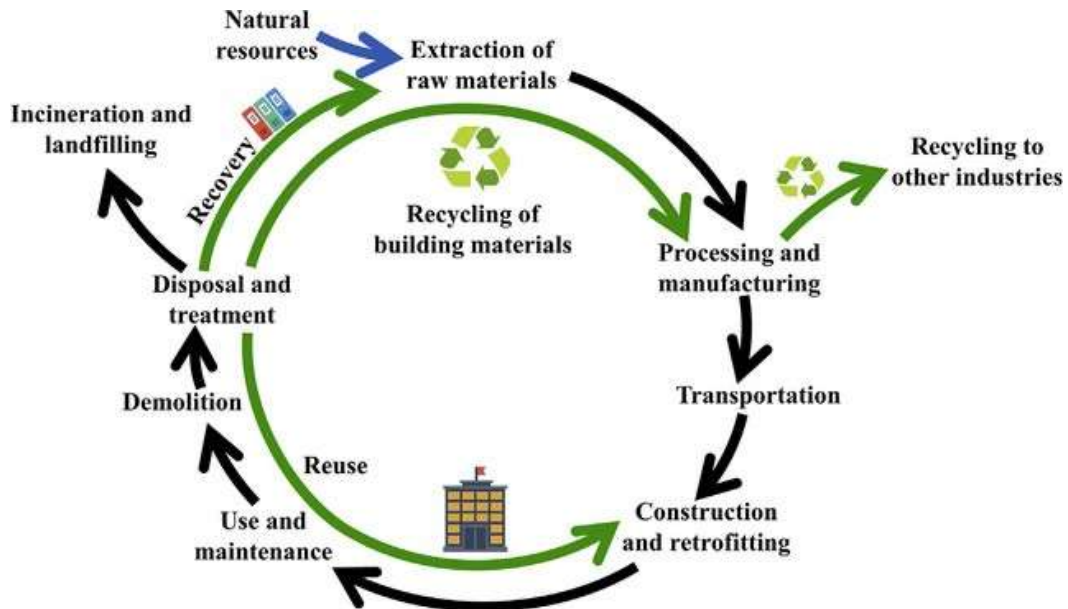 Natural
resources
Extraction of
raw materials
Incineration and
landfilling
Recovery
Recycling to
other industries
Recycling of
building materials
Processing and
manufacturing
Disposal and
treatment
Transportation
Demolition
Reuse
Use and
maintenance
Construction
and retrofitting